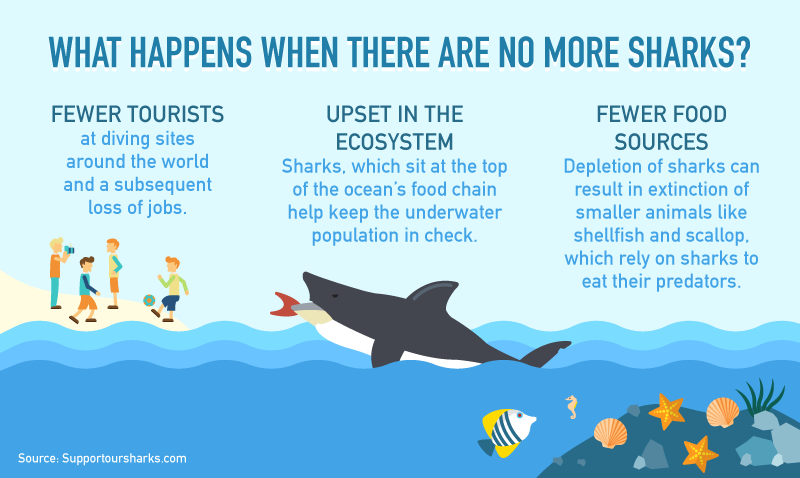 WHAT HAPPENS WHEN THERE ARE NO MORE SHARKS?
FEWER TOURISTS
at diving sites
around the world
and a subsequent
loss of jobs.
UPSET IN THE
ECOSYSTEM
Sharks, which sit at the top
of the ocean's food chain
help keep the underwater
population in check.
FEWER FOOD
SOURCES
Depletion of sharks can
result in extinction of
smaller animals like
shellfish and scallop,
which rely on sharks to
eat their predators.
Source: Supportoursharks.com